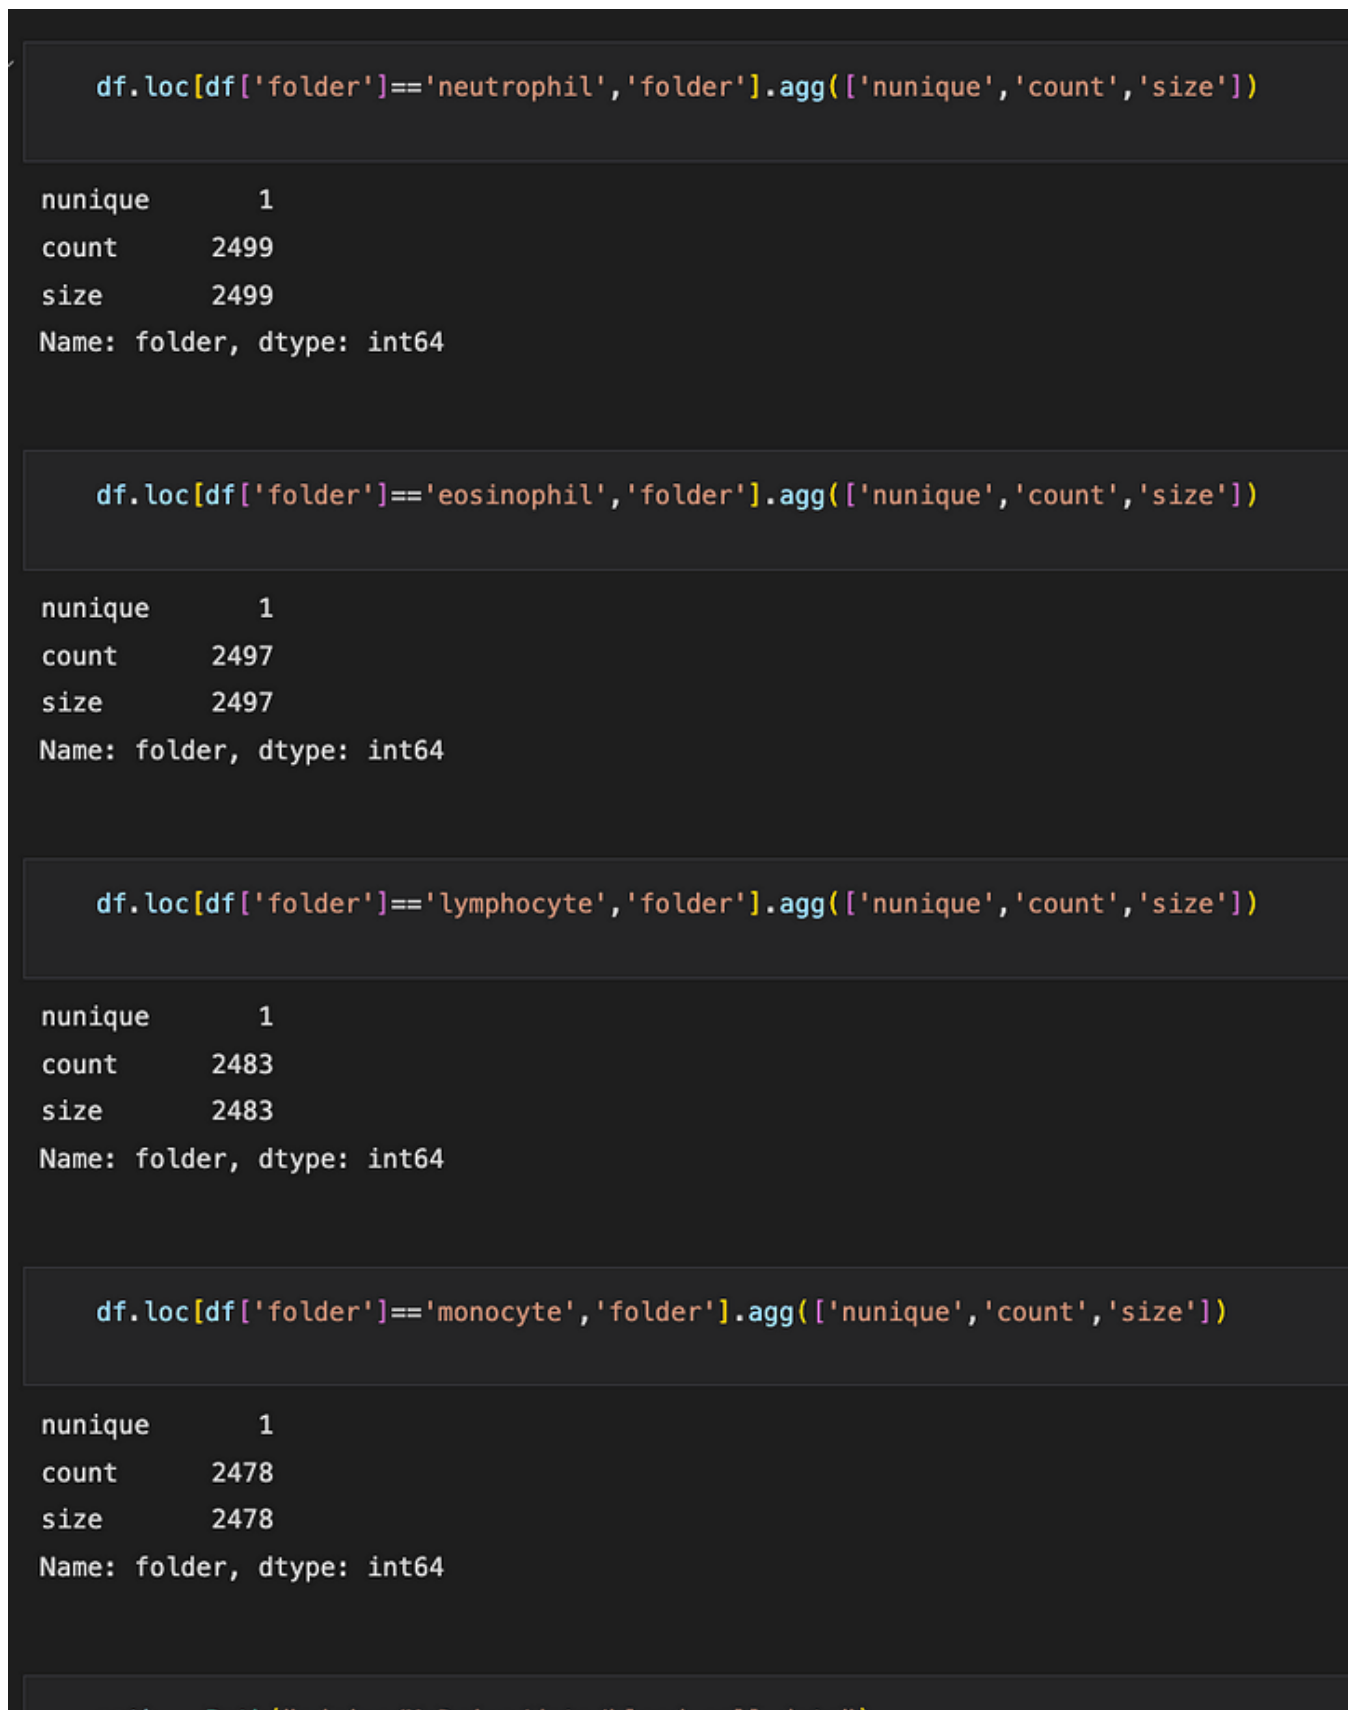 df.loc[df['folder']=='neutrophil','folder'].agg(['nunique','count','size'])
nunique 1
count 2499
size 2499
Name: folder, dtype: int64
df.loc[df['folder']=='eosinophil','folder'].agg(['nunique','count','size'])
nunique 1
count 2497
size 2497
Name: folder, dtype: int64
df.loc[df['folder']=='lymphocyte','folder'].agg(['nunique','count','size'])
nunique 1
count 2483
size 2483
Name: folder, dtype: int64
df.loc[df['folder']=='monocyte','folder'].agg(['nunique','count','size'])
nunique 1
count 2478
size 2478
Name: folder, dtype: int64